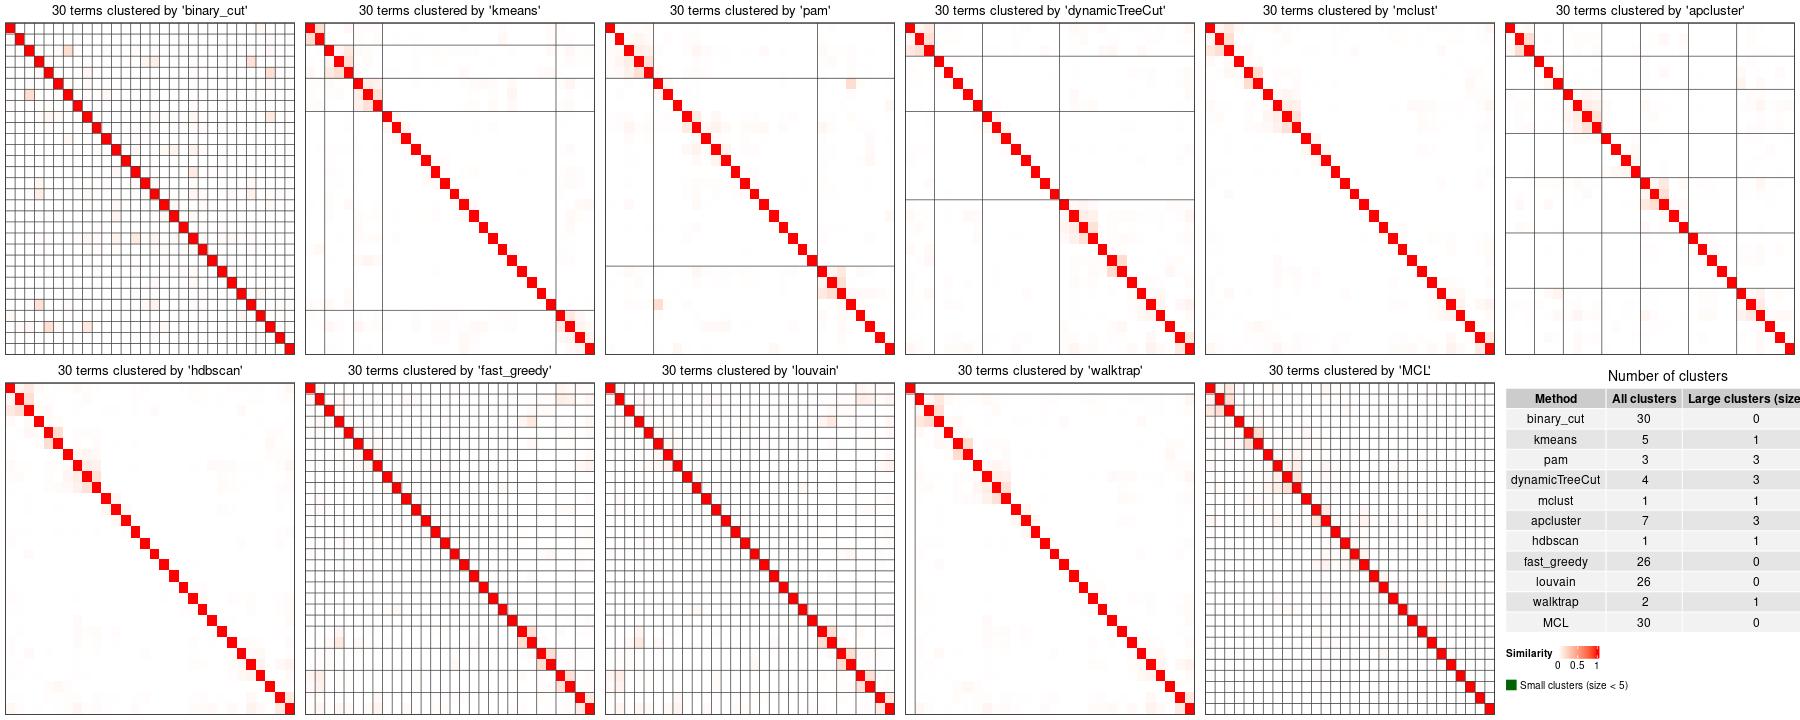 30 terms clustered by 'binary_cut'
30 terms clustered by 'kmeans'
30 terms clustered by 'pam'
30 terms clustered by 'dynamicTreeCut'
30 terms clustered by 'mclust'
30 terms clustered by 'apcluster'
30 terms clustered by 'hdbscan'
30 terms clustered by 'fast_greedy'
30 terms clustered by 'louvain'
30 terms clustered by 'walktrap'
30 terms clustered by 'MCL'
Number of clusters
Method All clusters Large clusters (size
binary_cut 30 0
kmeans 5 1
pam 3 3
dynamicTreeCut 4 3
mclust 1 1
apcluster 7 3
hdbscan 1 1
fast_greedy 26 0
louvain 26 0
walktrap 2 1
MCL 30 0
Similarity
0 0.5 1
Small clusters (size < 5)